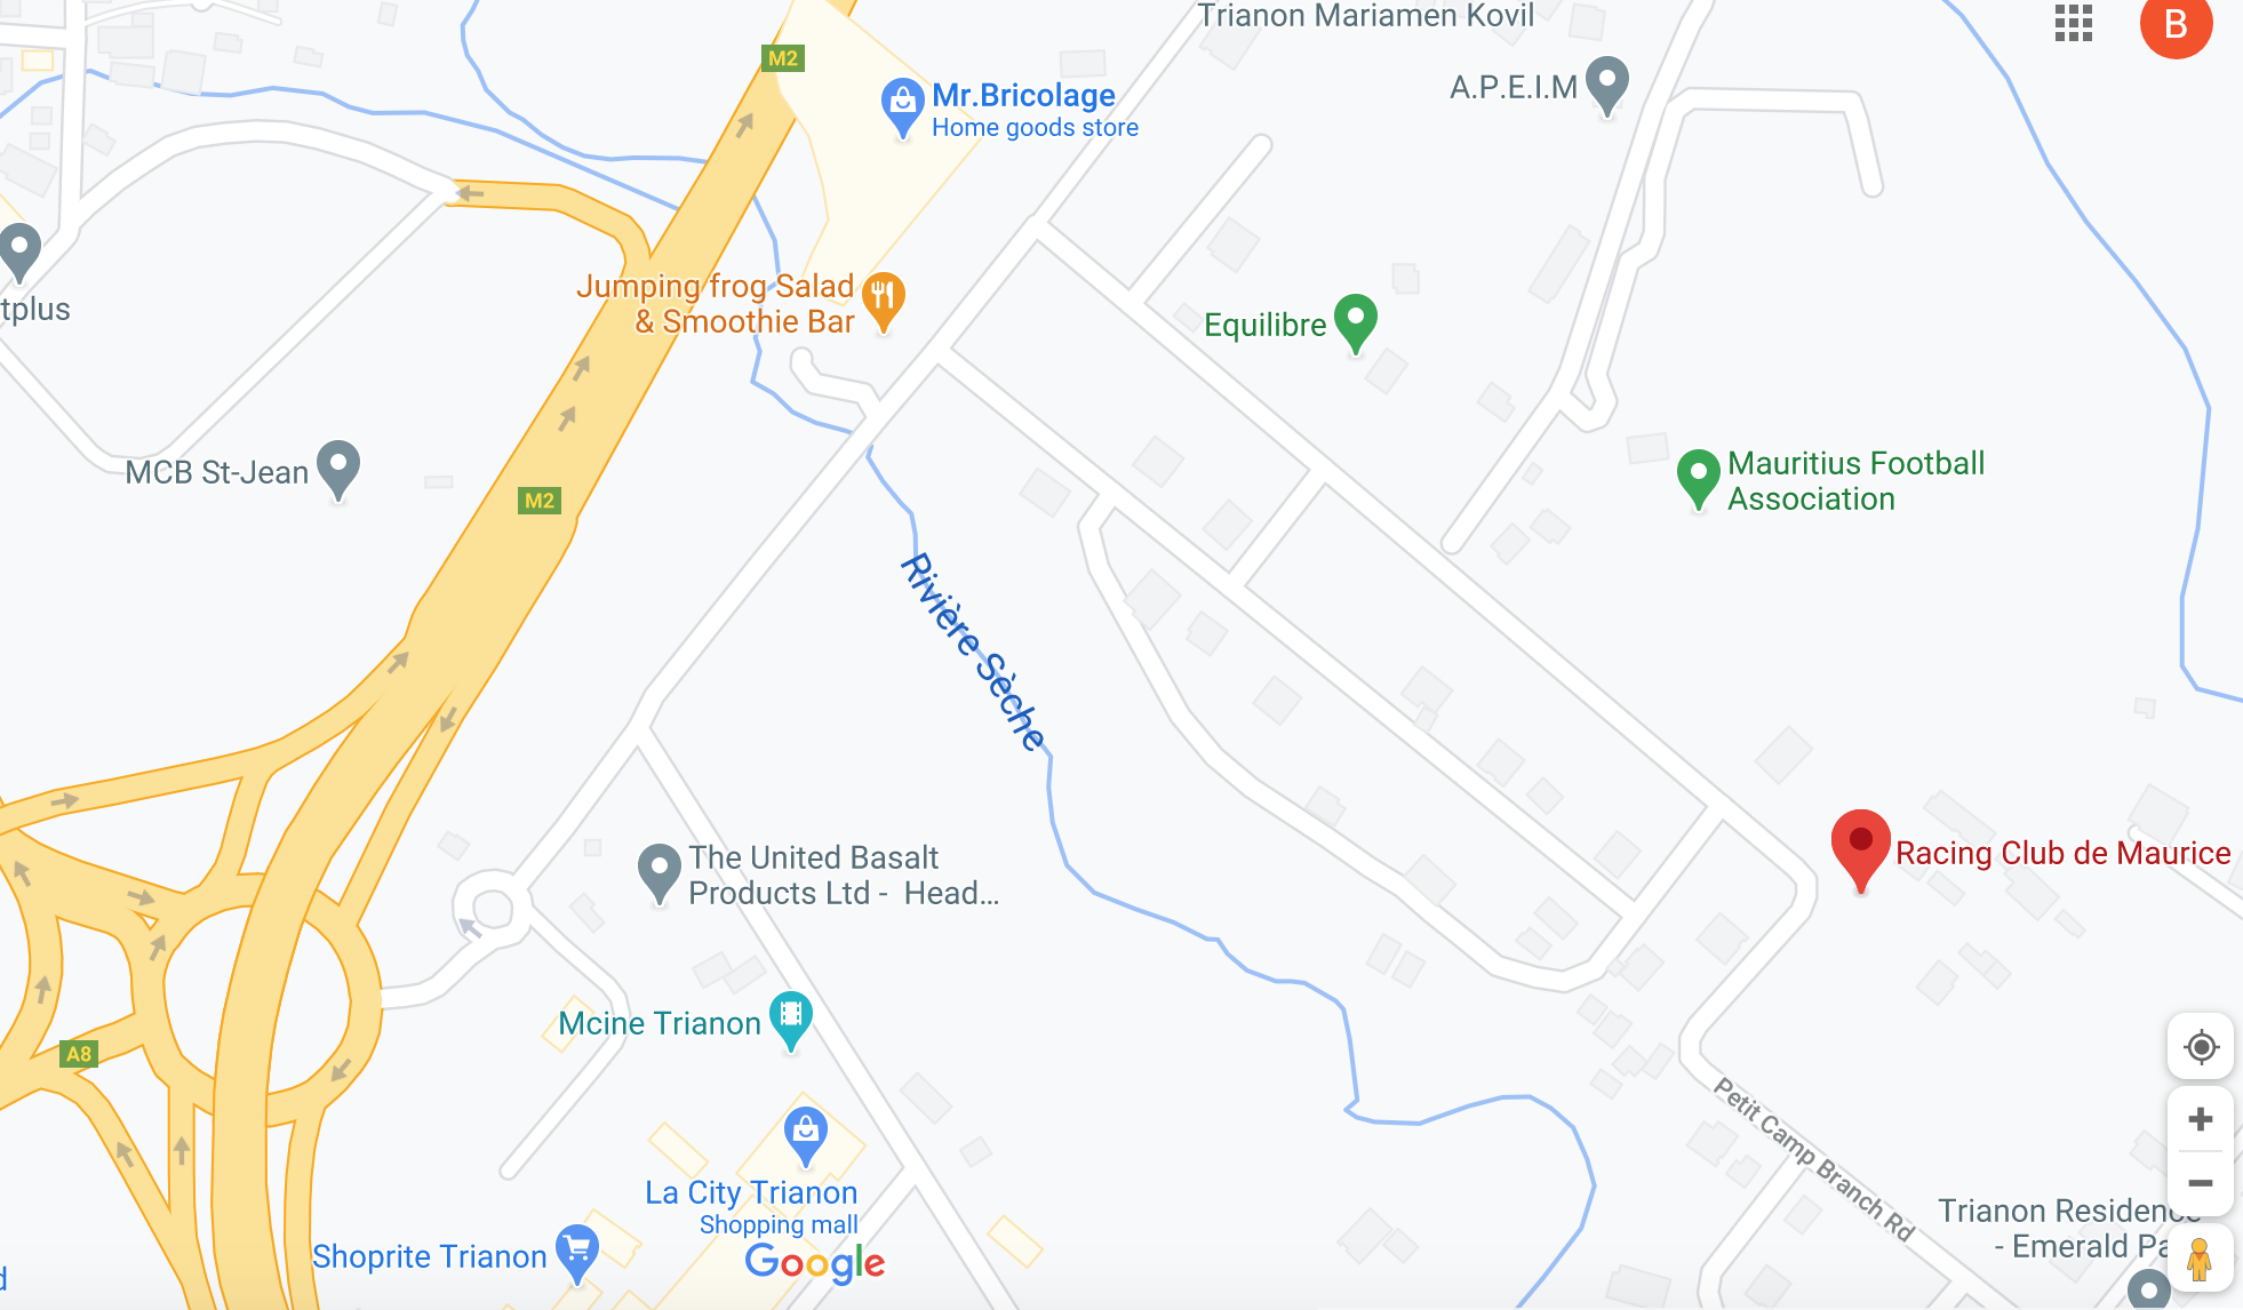 Trianon Mariamen Kovil
B
M2
Mr.Bricolage
Home goods store
A.P.E.I.M
tplus
Jumping frog Salad
& Smoothie Bar
Equilibre
MCB St-Jean
M2
Mauritius Football
Association
Rivière Sèche
The United Basalt
Products Ltd - Head...
Racing Club de Maurice
Mcine Trianon
A8
Petit Camp Branch Rd
La City Trianon
Shopping mall
Trianon Residence
- Emerald Pa
Shoprite Trianon
Google
d